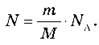 N = m/M · N_A.